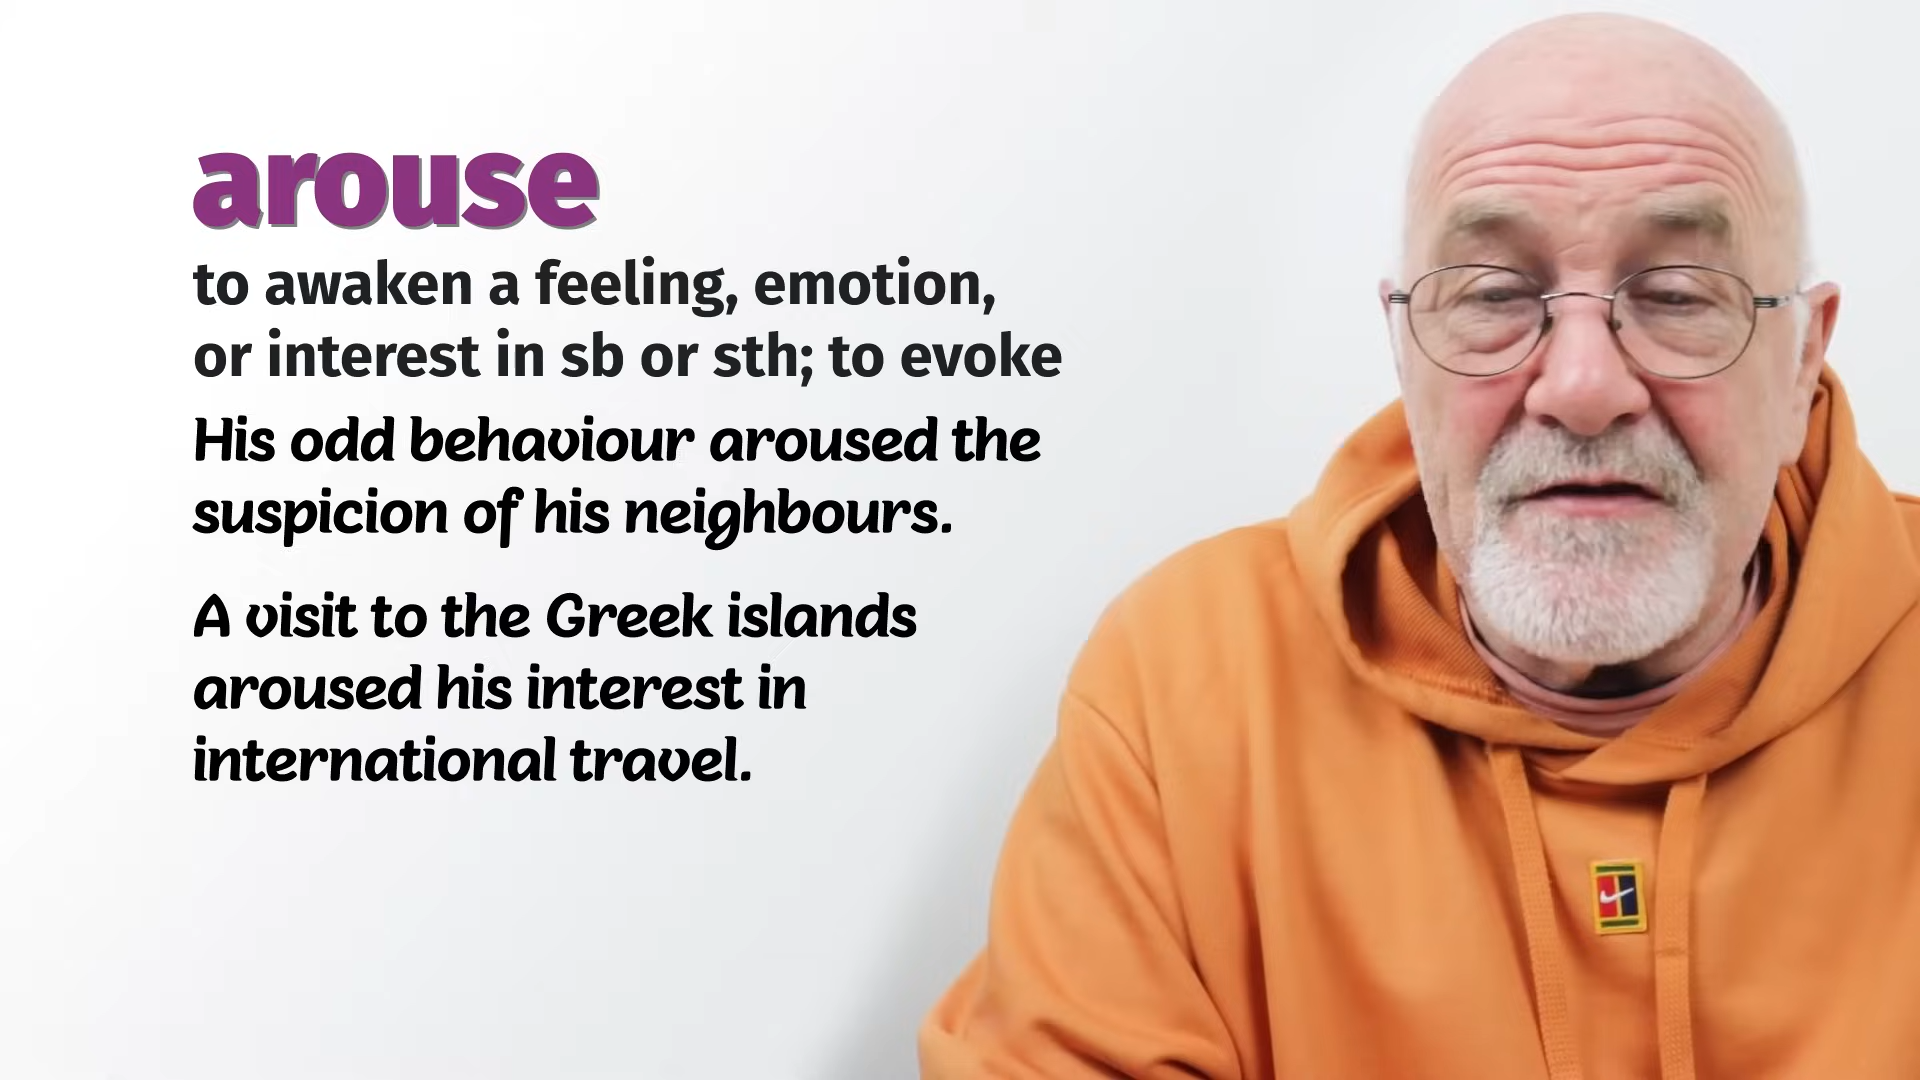 arouse
to awaken a feeling, emotion,
or interest in sb or sth; to evoke
His odd behaviour aroused the
suspicion of his neighbours.
A visit to the Greek islands
aroused his interest in
international travel.